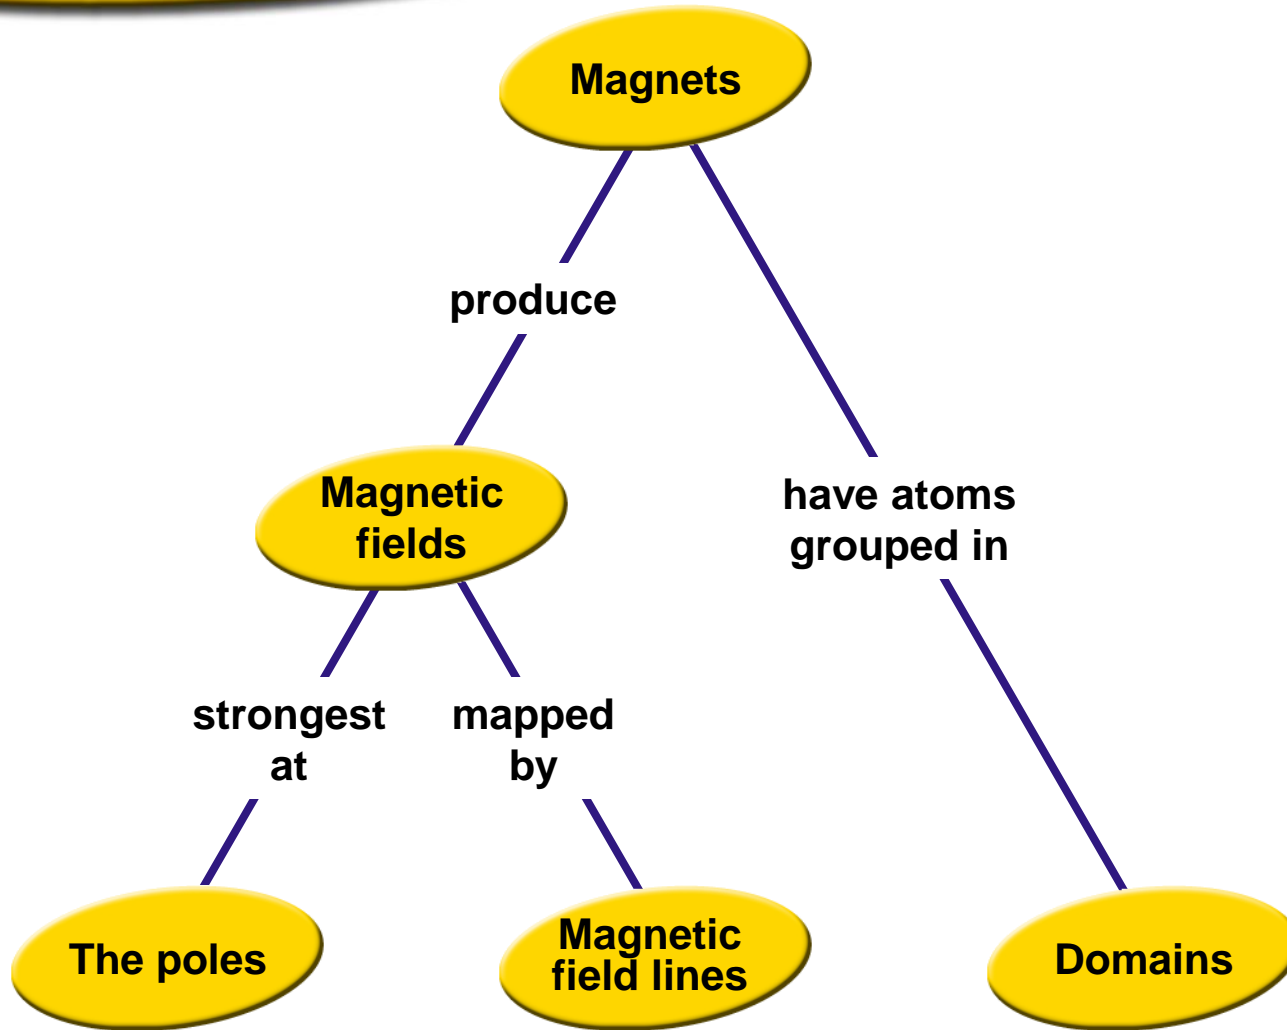 Magnets
produce
Magnetic
fields
have atoms
grouped in
strongest
at
mapped
by
The poles
Magnetic
field lines
Domains